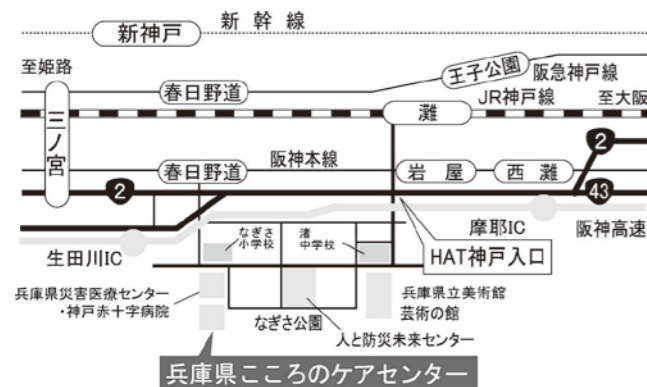 新幹線
新神戸
至姫路
王子公園
阪急神戸線
春日野道
JR神戸線
至大阪
灘
三ノ宮
2
阪神本線
春日野道
岩屋
西灘
2
43
生田川IC
なぎさ
小学校
渚
中学校
摩耶IC
阪神高速
HAT神戸入口
兵庫県災害医療センター
・神戸赤十字病院
なぎさ公園
兵庫県立美術館
芸術の館
人と防災未来センター
兵庫県こころのケアセンター